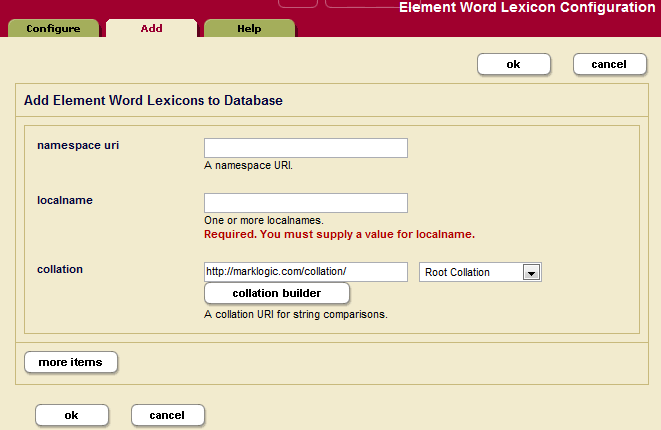 Element Word Lexicon Configuration
Configure Add Help
ok cancel
Add Element Word Lexicons to Database
namespace uri
A namespace URI.
localname
One or more localnames.
Required. You must supply a value for localname.
collation http://marklogic.com/collation/ Root Collation
collation builder
A collation URI for string comparisons.
more items
ok cancel